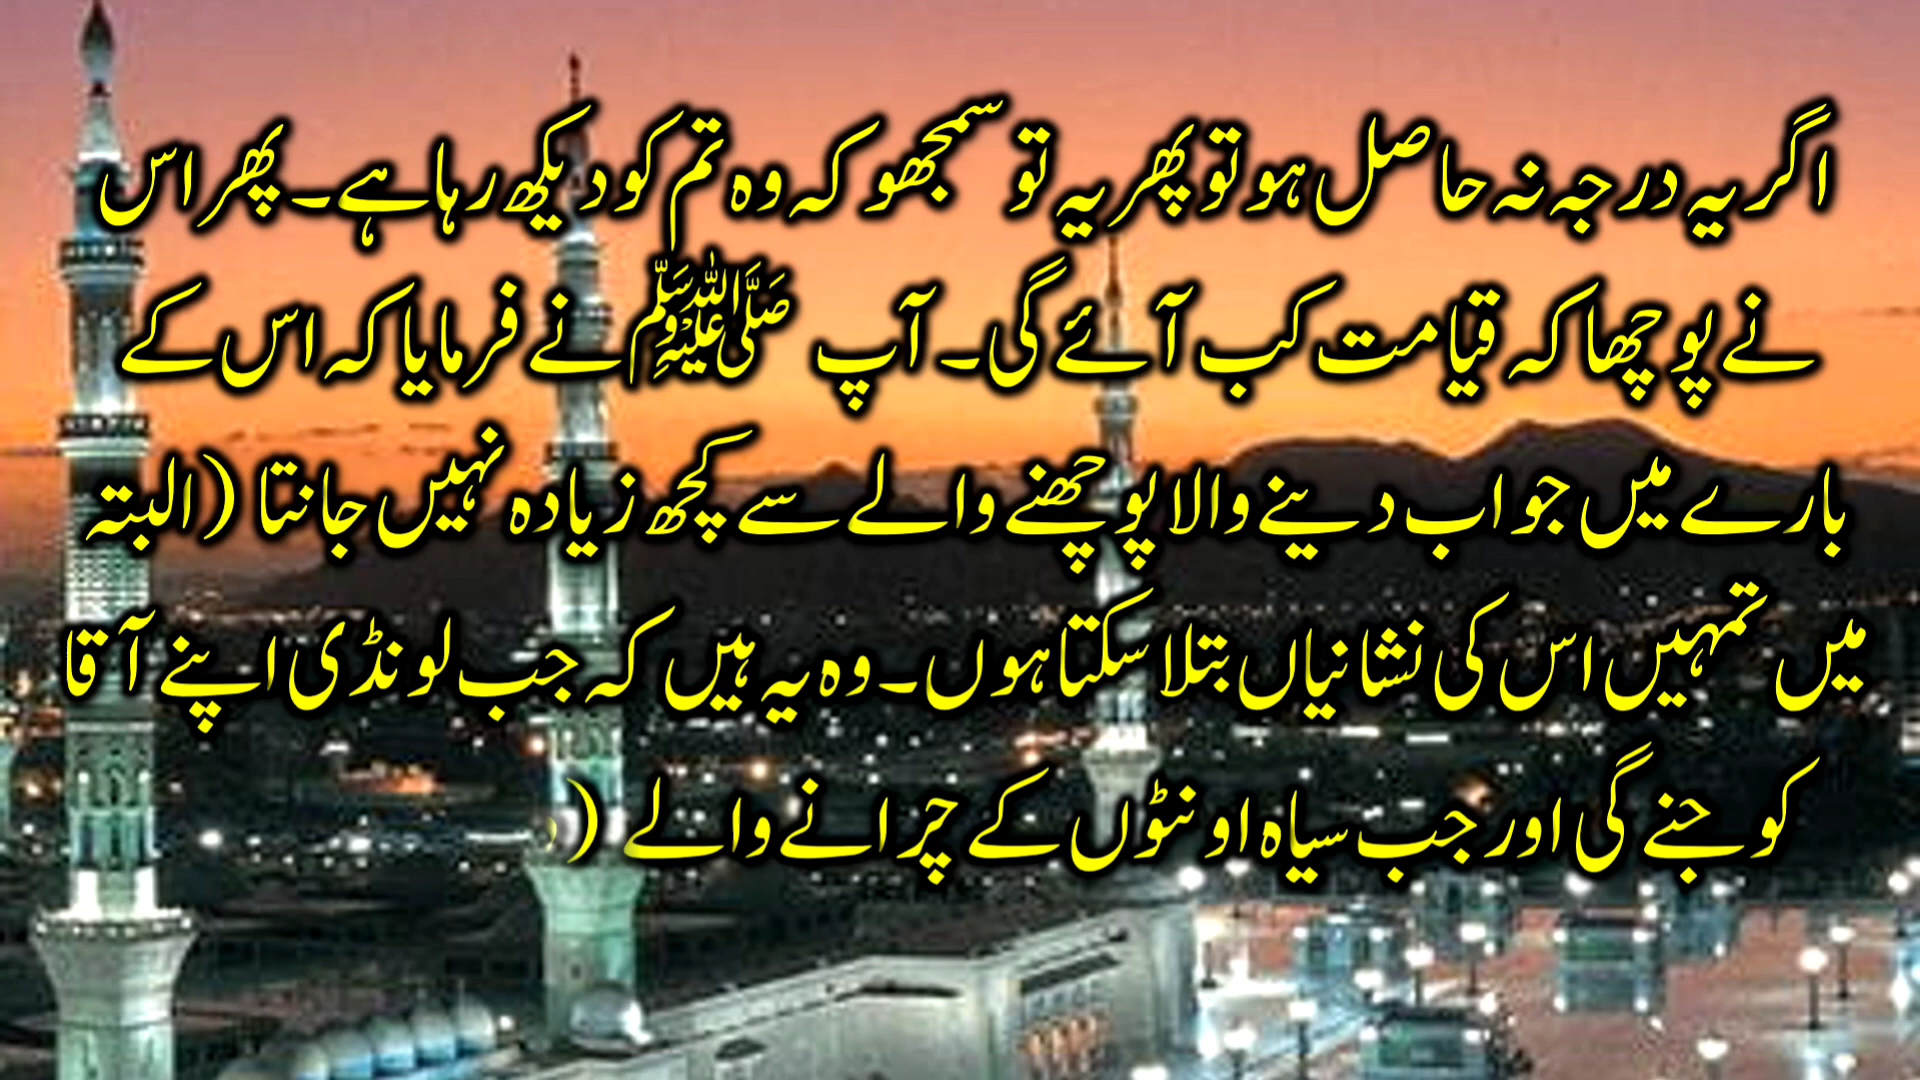 اگر یہ درجہ نہ حاصل ہو تو پھر یہ تو سمجھو کہ وہ تم کو دیکھ رہا ہے۔ پھر اس
نے پوچھا کہ قیامت کب آئے گی۔ آپ ﷺ نے فرمایا کہ اس کے
بارے میں جواب دینے والا پوچھنے والے سے کچھ زیادہ نہیں جانتا (البتہ
میں تمہیں اس کی نشانیاں بتلا سکتا ہوں۔ وہ یہ ہیں کہ جب لونڈی اپنے آقا
کو جنے گی اور جب سیاہ اونٹوں کے چرانے والے (